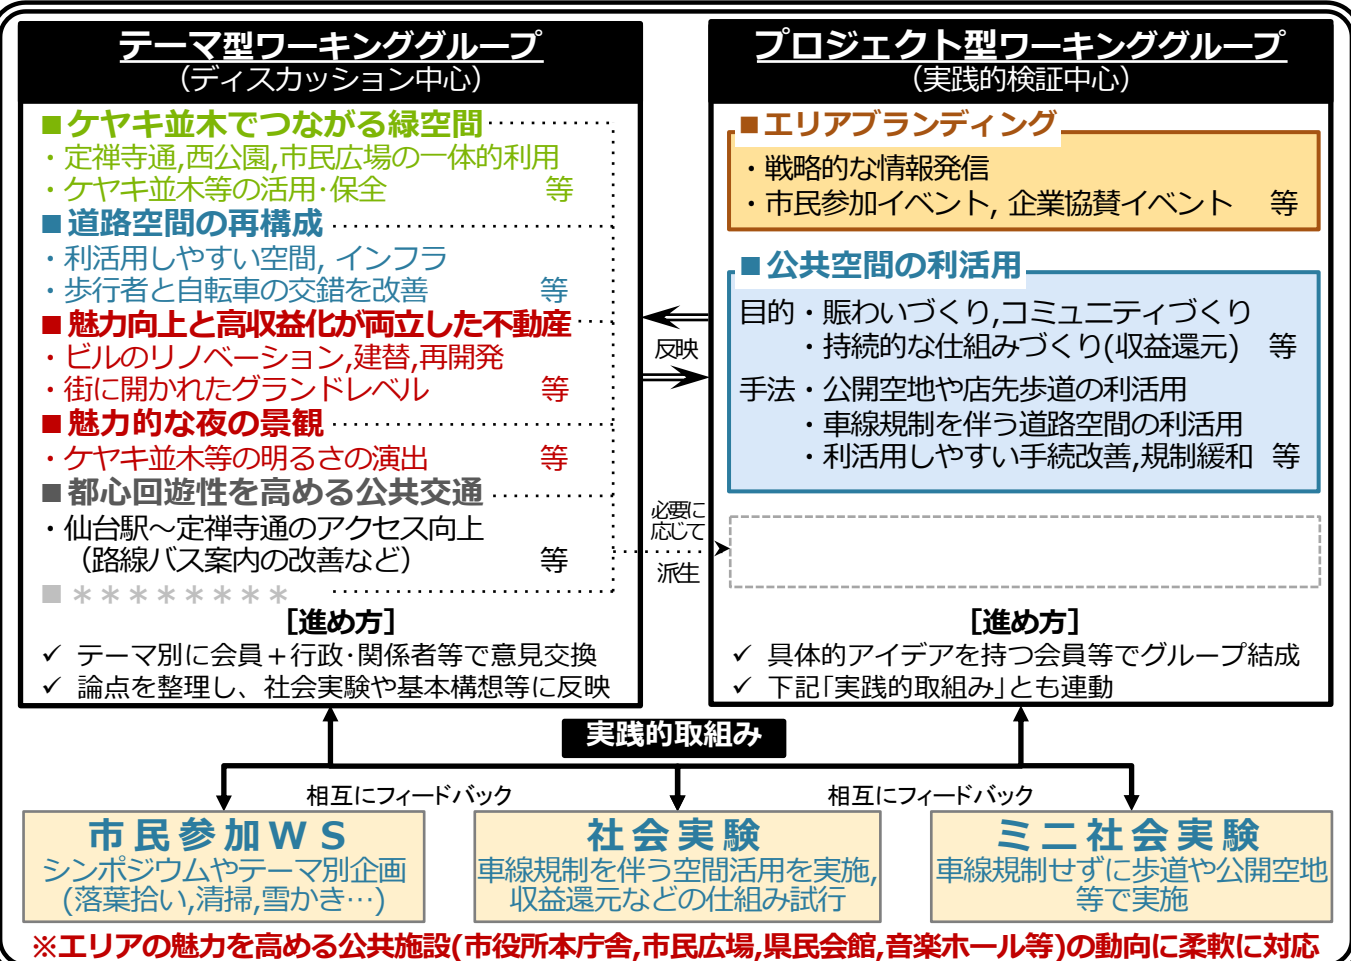 テーマ型ワーキンググループ
(ディスカッション中心)
■ケヤキ並木でつながる緑空間
・定禅寺通,西公園,市民広場の一体的利用
・ケヤキ並木等の活用・保全 等
■道路空間の再構成
・利活用しやすい空間, インフラ
・歩行者と自転車の交錯を改善 等
■魅力向上と高収益化が両立した不動産
・ビルのリノベーション,建替,再開発
・街に開かれたグランドレベル 等
■魅力的な夜の景観
・ケヤキ並木等の明るさの演出 等
■都心回遊性を高める公共交通
・仙台駅～定禅寺通のアクセス向上
(路線バス案内の改善など) 等
■********
[進め方]
✓ テーマ別に会員+行政・関係者等で意見交換
✓ 論点を整理し、社会実験や基本構想等に反映
反映
必要に
応じて
派生
プロジェクト型ワーキンググループ
(実践的検証中心)
■エリアブランディング
・戦略的な情報発信
・市民参加イベント, 企業協賛イベント 等
■公共空間の利活用
目的・賑わいづくり,コミュニティづくり
・持続的な仕組みづくり(収益還元) 等
手法・公開空地や店先歩道の利活用
・車線規制を伴う道路空間の利活用
・利活用しやすい手続改善,規制緩和 等
[進め方]
✓ 具体的アイデアを持つ会員等でグループ結成
✓ 下記「実践的取組み」とも連動
実践的取組み
相互にフィードバック
相互にフィードバック
市民参加WS
シンポジウムやテーマ別企画
(落葉拾い,清掃,雪かき…)
社会実験
車線規制を伴う空間活用を実施,
収益還元などの仕組み試行
ミニ社会実験
車線規制せずに歩道や公開空地
等で実施
※エリアの魅力を高める公共施設(市役所本庁舎,市民広場,県民会館,音楽ホール等)の動向に柔軟に対応